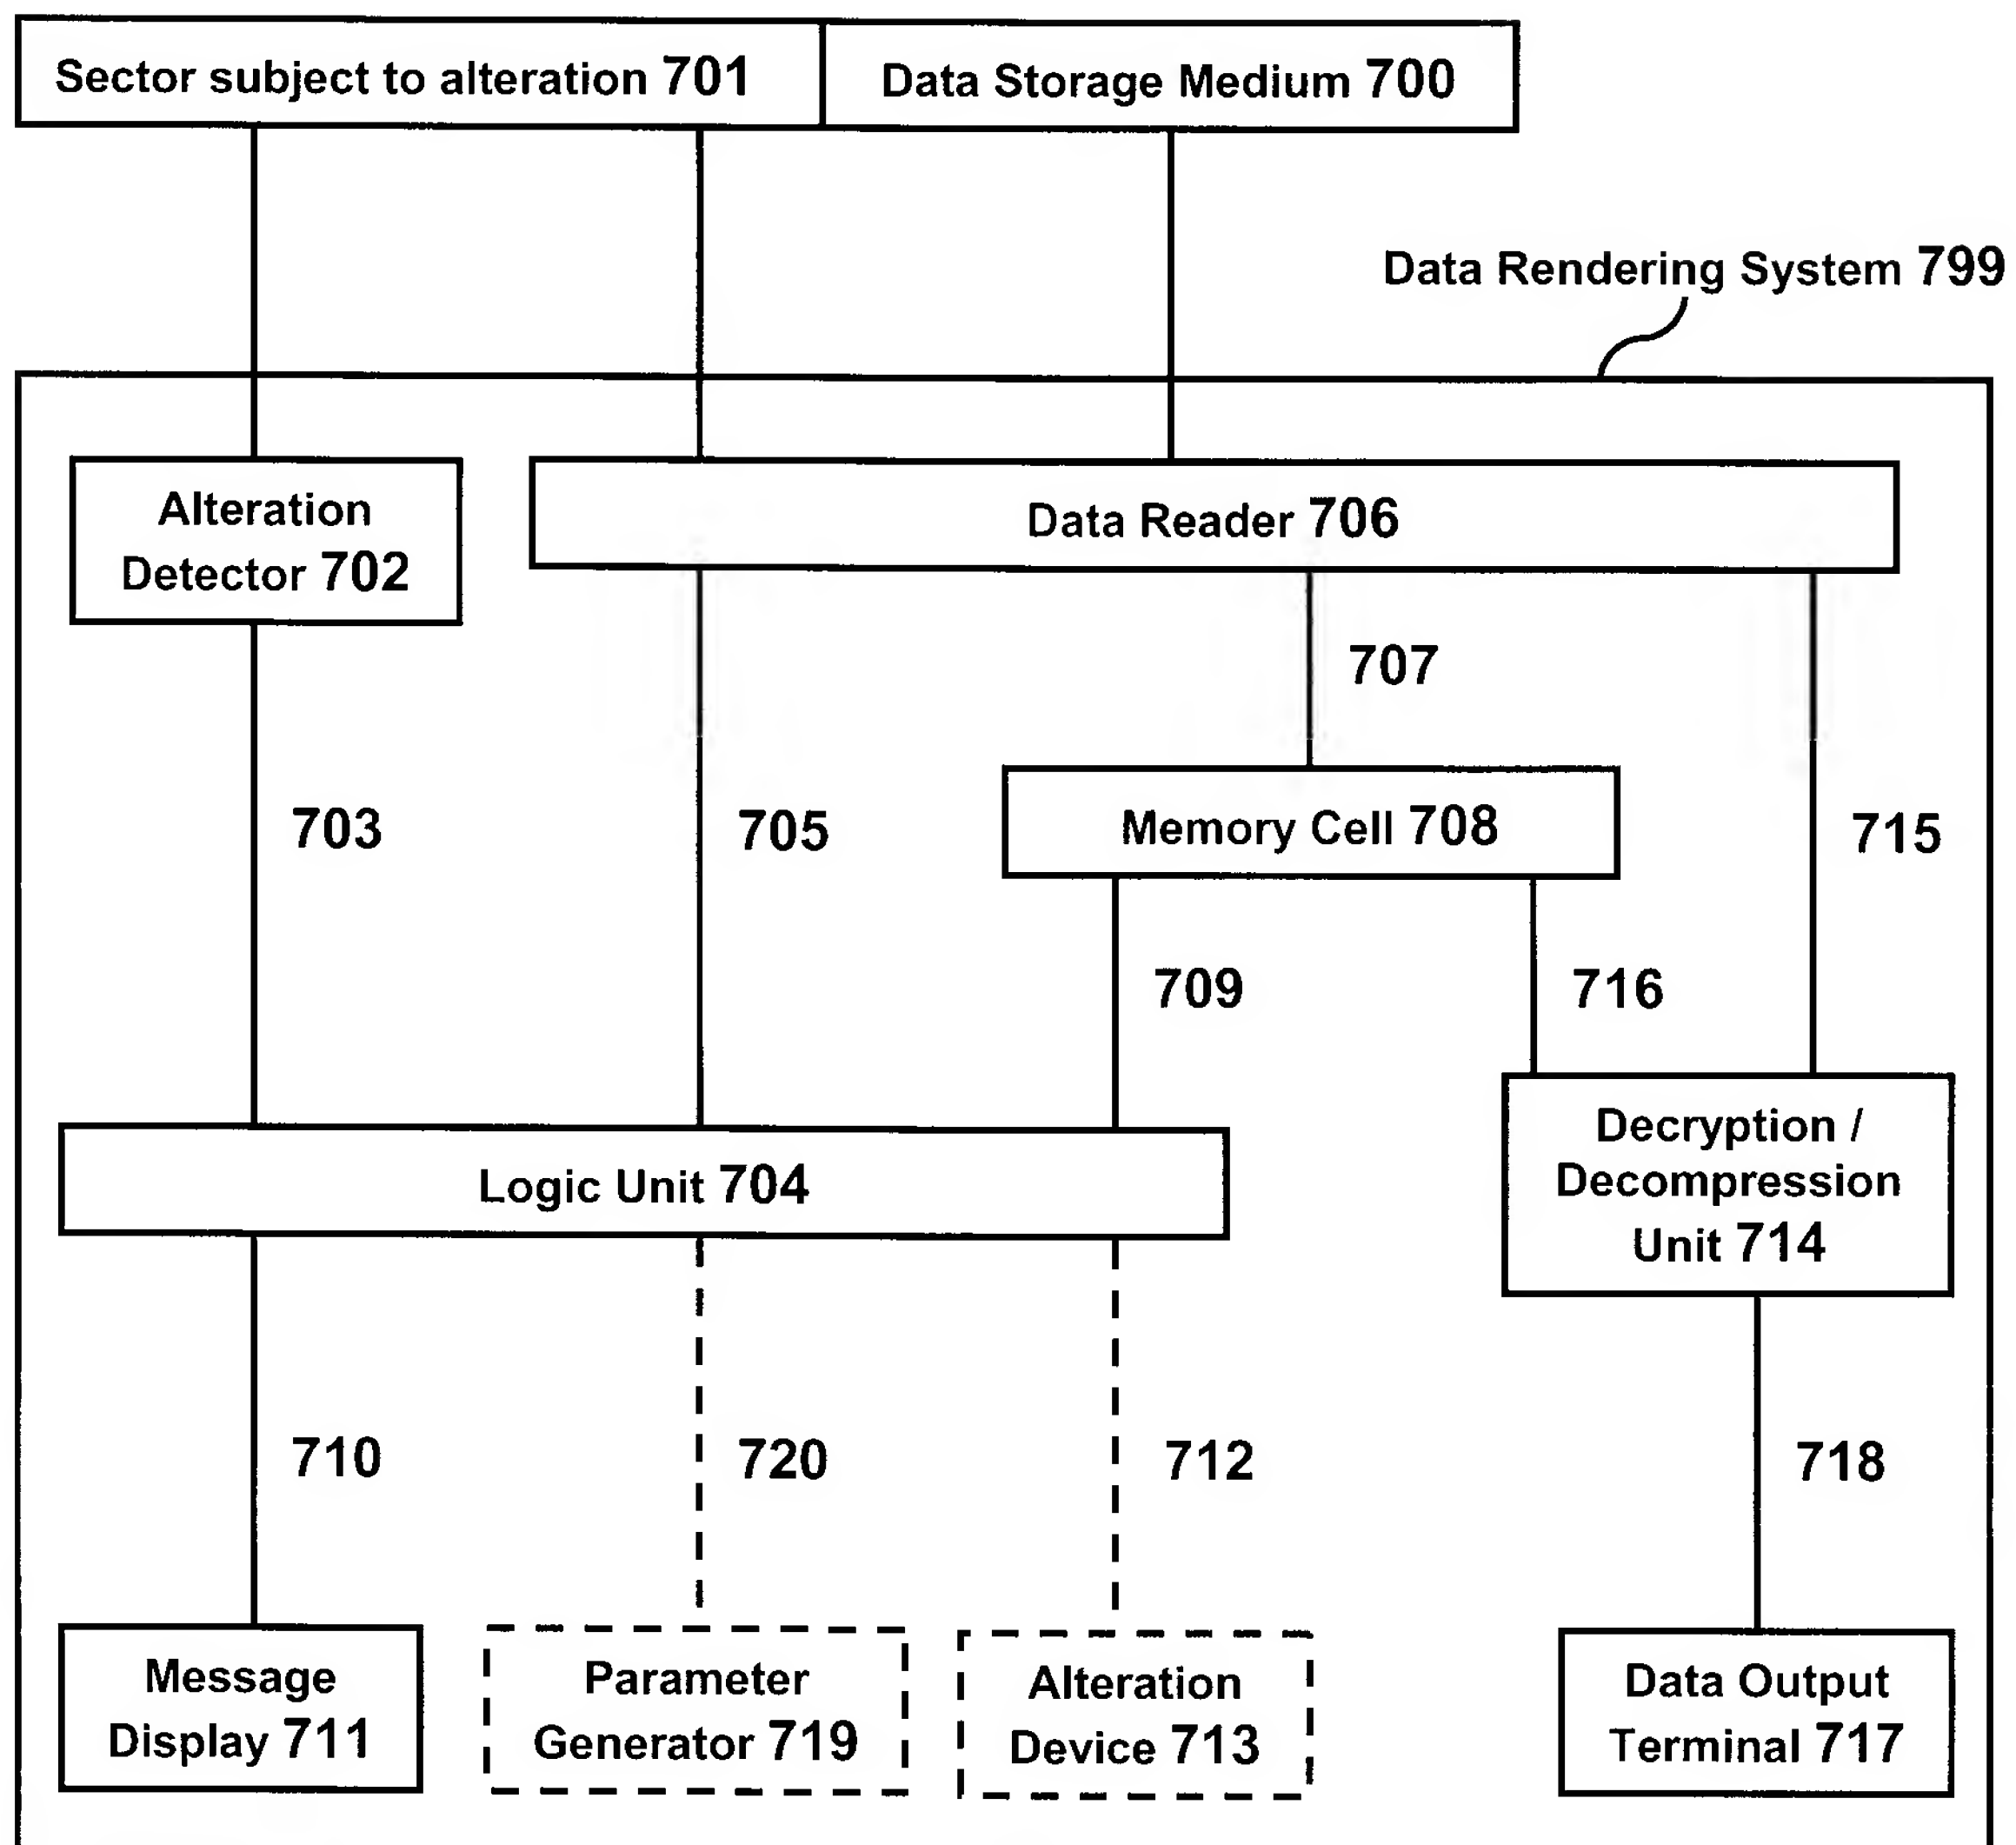 Sector subject to alteration 701
Data Storage Medium 700
Data Rendering System 799
Alteration
Detector 702
Data Reader 706
707
703
705
Memory Cell 708
715
709
716
Decryption /
Decompression
Unit 714
Logic Unit 704
710
720
712
718
Message
Display 711
Parameter
Generator 719
Alteration
Device 713
Data Output
Terminal 717